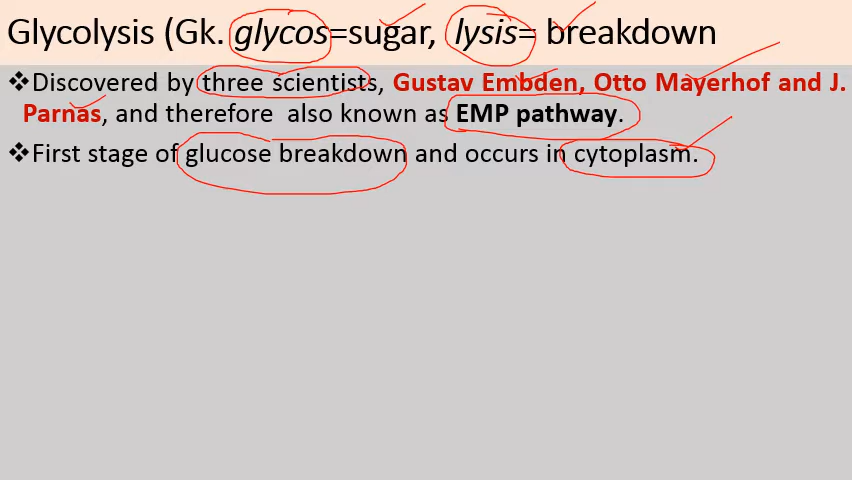 Glycolysis (Gk. glycos=sugar, lysis= breakdown
❖Discovered by three scientists, Gustav Embden, Otto Mayerhof and J.
Parnas, and therefore also known as EMP pathway.
❖First stage of glucose breakdown and occurs in cytoplasm.